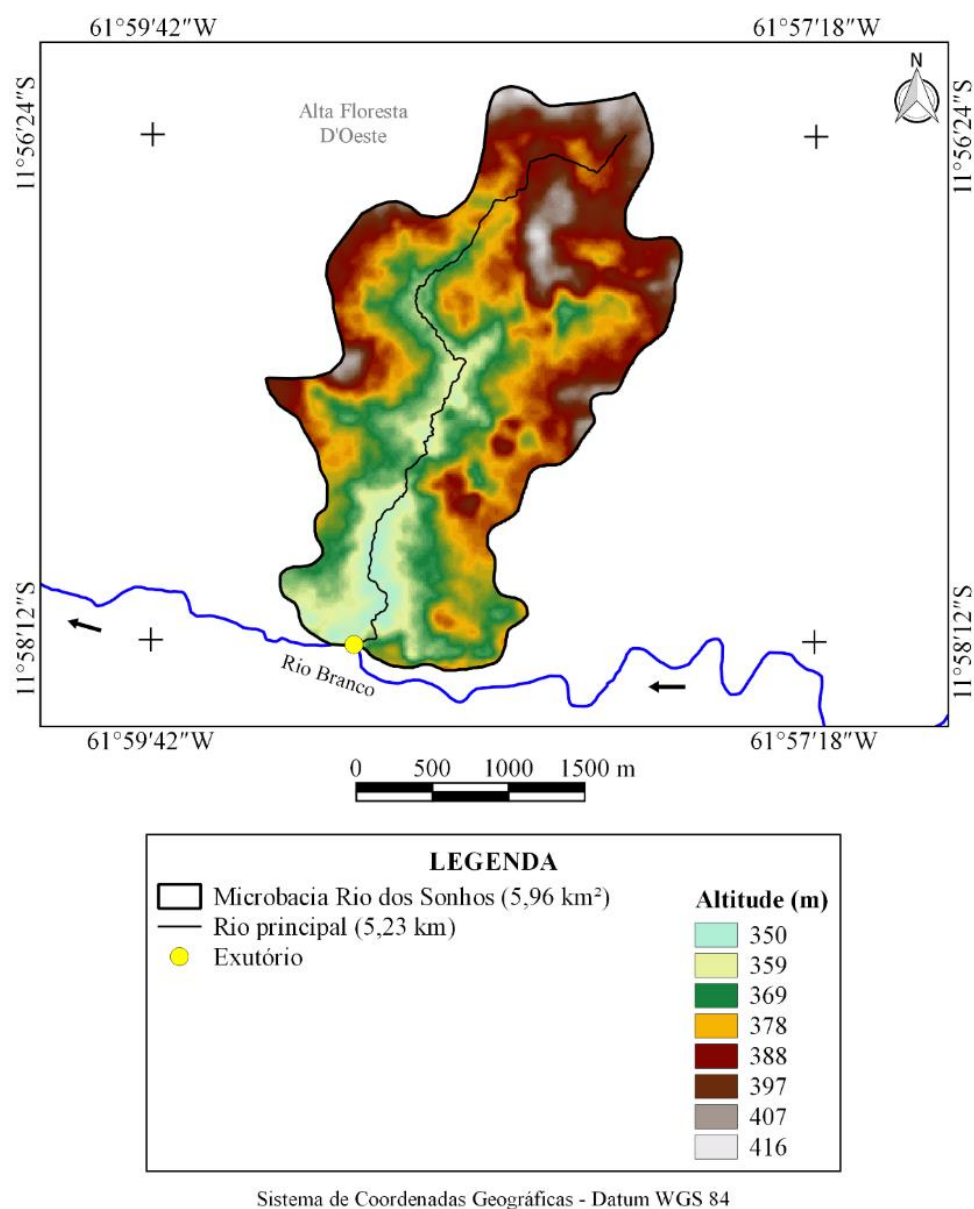 61°59'42"W 61°57'18"W
N
Alta Floresta
D'Oeste
11°56'24"S 11°56'24"S
11°58'12"S 11°58'12"S
Rio Branco
61°59'42"W 61°57'18"W
0 500 1000 1500 m
LEGENDA
Microbacia Rio dos Sonhos (5,96 km²)
Rio principal (5,23 km)
Exutório
Altitude (m)
350
359
369
378
388
397
407
416
Sistema de Coordenadas Geográficas - Datum WGS 84